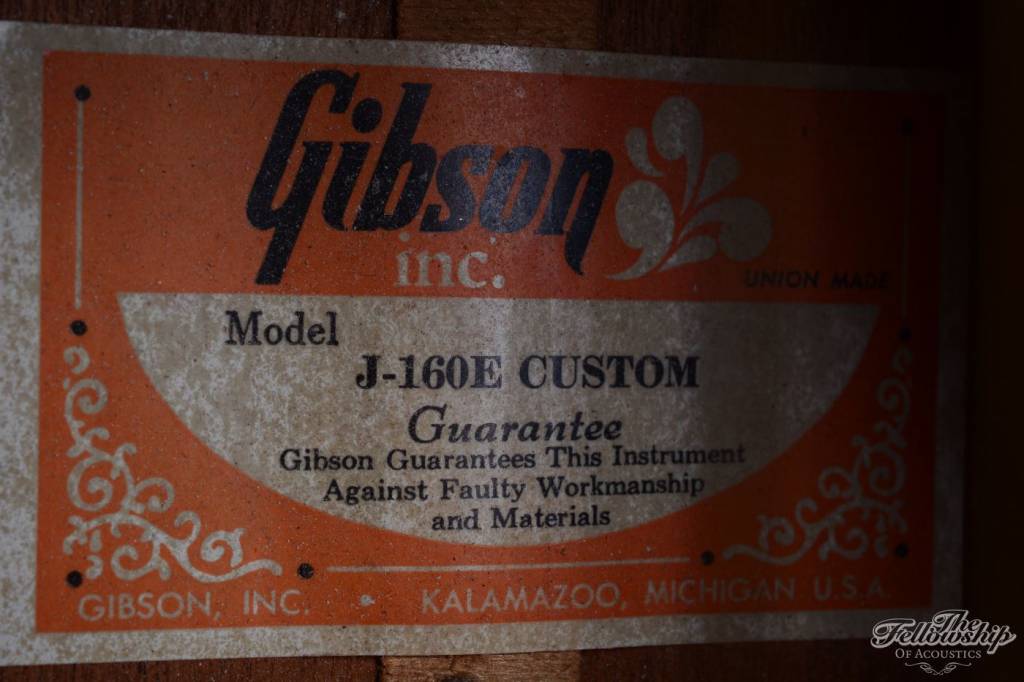 Gibson
inc.
UNION MADE
Model
J-160E CUSTOM
Guarantee
Gibson Guarantees This Instrument
Against Faulty Workmanship
and Materials
GIBSON, INC. • KALAMAZOO, MICHIGAN U.S.A.
The
Fellowship
OF ACOUSTICS